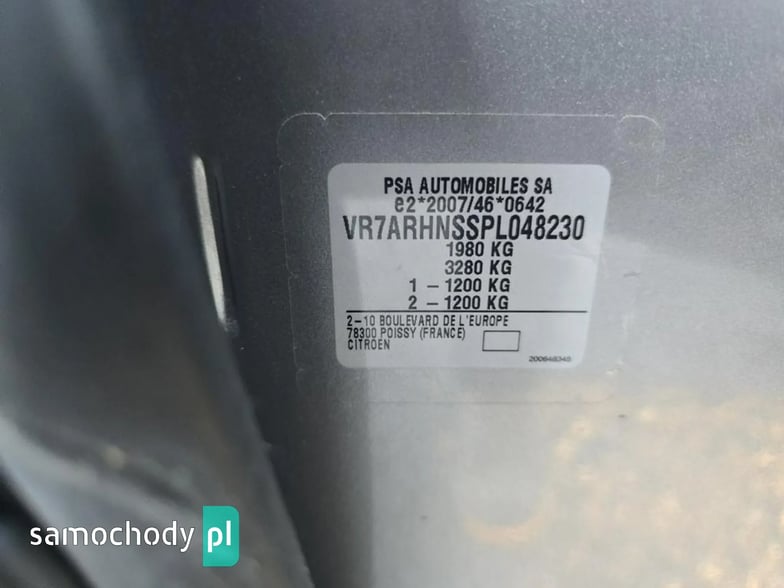 PSA AUTOMOBILES SA
e2*2007/46*0642
VR7ARHNSSPL048230
1980 KG
3280 KG
1 - 1200 KG
2 - 1200 KG
2-10 BOULEVARD DE L'EUROPE
78300 POISSY (FRANCE)
CITROEN
200648349
samochody pl